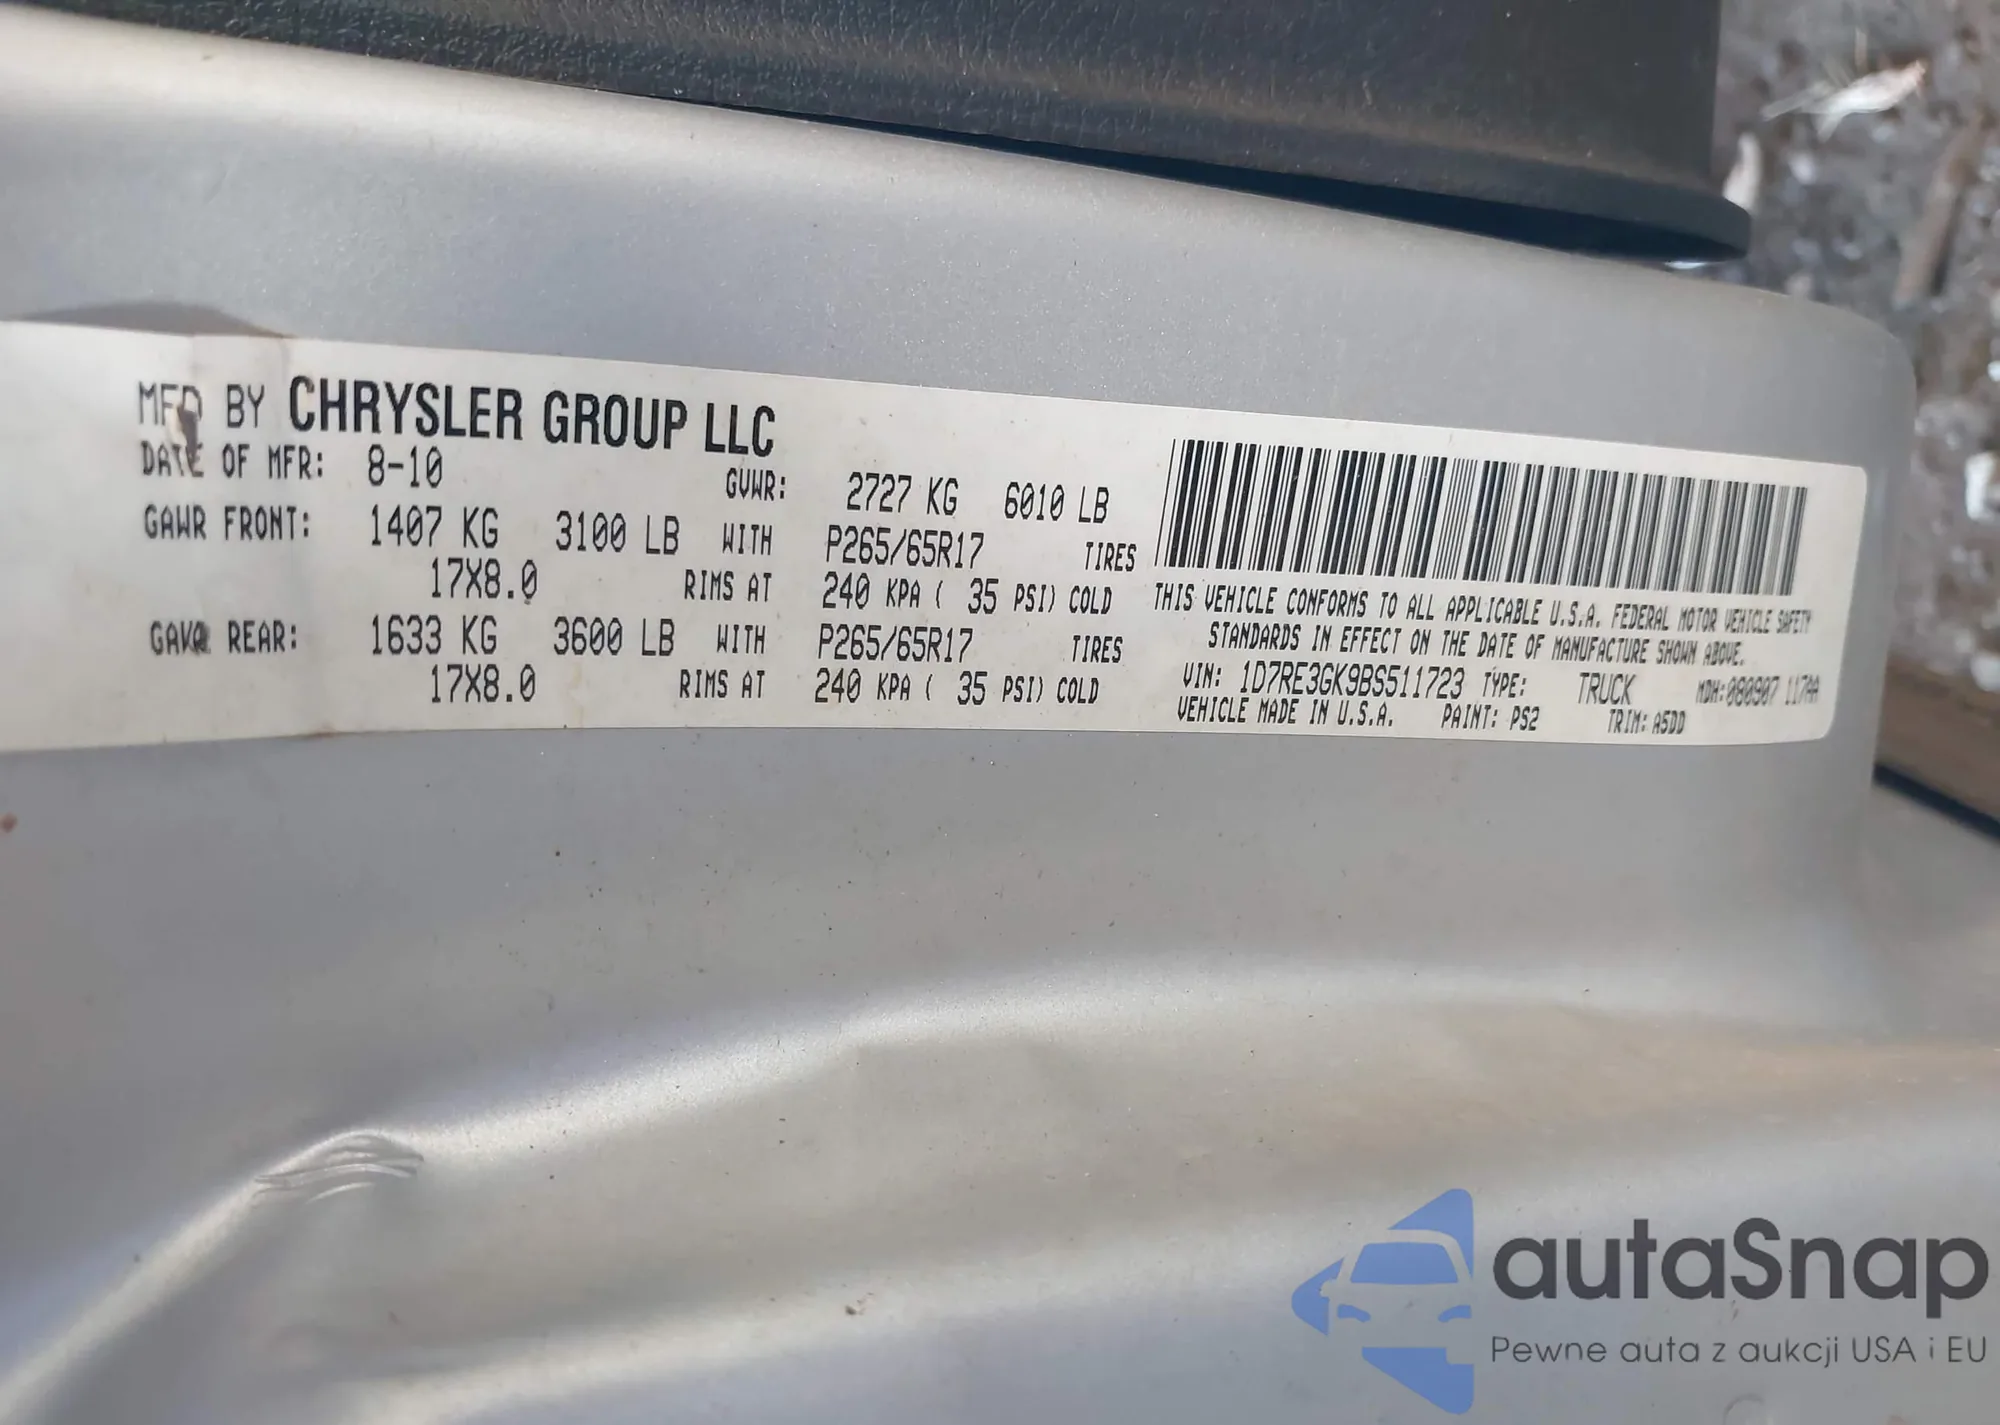 MFD BY CHRYSLER GROUP LLC
DATE OF MFR: 8-10 GVWR: 2727 KG 6010 LB
GAWR FRONT: 1407 KG 3100 LB WITH P265/65R17 TIRES
17X8.0 RIMS AT 240 KPA ( 35 PSI) COLD
GAWR REAR: 1633 KG 3600 LB WITH P265/65R17 TIRES
17X8.0 RIMS AT 240 KPA ( 35 PSI) COLD
THIS VEHICLE CONFORMS TO ALL APPLICABLE U.S.A. FEDERAL MOTOR VEHICLE SAFETY
STANDARDS IN EFFECT ON THE DATE OF MANUFACTURE SHOWN ABOVE.
VIN: 1D7RE3GK9BS511723 TYPE: TRUCK MDH:080907 117AA
VEHICLE MADE IN U.S.A. PAINT: PS2 TRIM: A5DD
autaSnap
Pewne auta z aukcji USA i EU